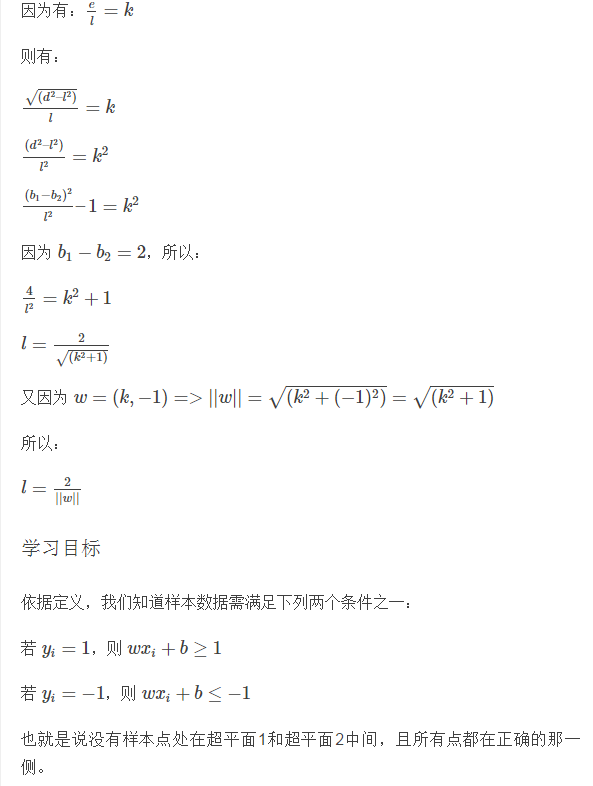 因为有：$\frac{e}{l} = k$
则有：
$\frac{\sqrt{(d^2–l^2)}}{l} = k$
$\frac{(d^2–l^2)}{l^2} = k^2$
$\frac{(b_1–b_2)^2}{l^2}–1 = k^2$
因为 $b_1 - b_2 = 2$，所以：
$\frac{4}{l^2} = k^2 + 1$
$l = \frac{2}{\sqrt{(k^2+1)}}$
又因为 $w = (k, -1) => ||w|| = \sqrt{(k^2 + (-1)^2)} = \sqrt{(k^2 + 1)}$
所以：
$l = \frac{2}{||w||}$
学习目标
依据定义，我们知道样本数据需满足下列两个条件之一：
若 $y_i = 1$，则 $wx_i + b \geq 1$
若 $y_i = -1$，则 $wx_i + b \leq -1$
也就是说没有样本点处在超平面1和超平面2中间，且所有点都在正确的那一
侧。